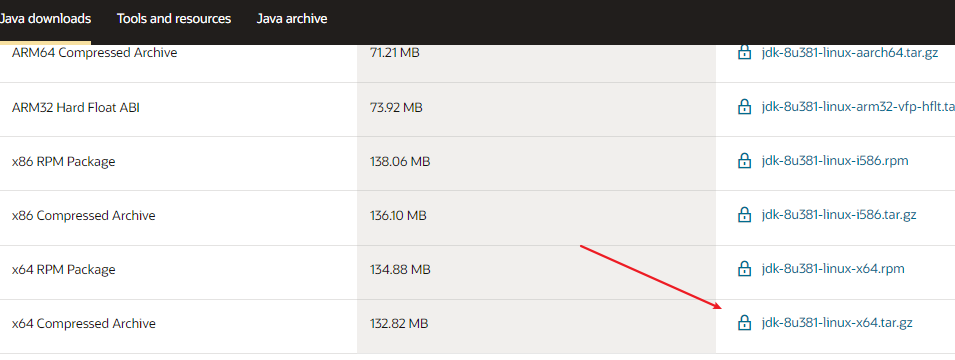 Java downloads Tools and resources Java archive
ARM64 Compressed Archive 71.21 MB jdk-8u381-linux-aarch64.tar.gz
ARM32 Hard Float ABI 73.92 MB jdk-8u381-linux-arm32-vfp-hflt.ta
x86 RPM Package 138.06 MB jdk-8u381-linux-i586.rpm
x86 Compressed Archive 136.10 MB jdk-8u381-linux-i586.tar.gz
x64 RPM Package 134.88 MB jdk-8u381-linux-x64.rpm
x64 Compressed Archive 132.82 MB jdk-8u381-linux-x64.tar.gz